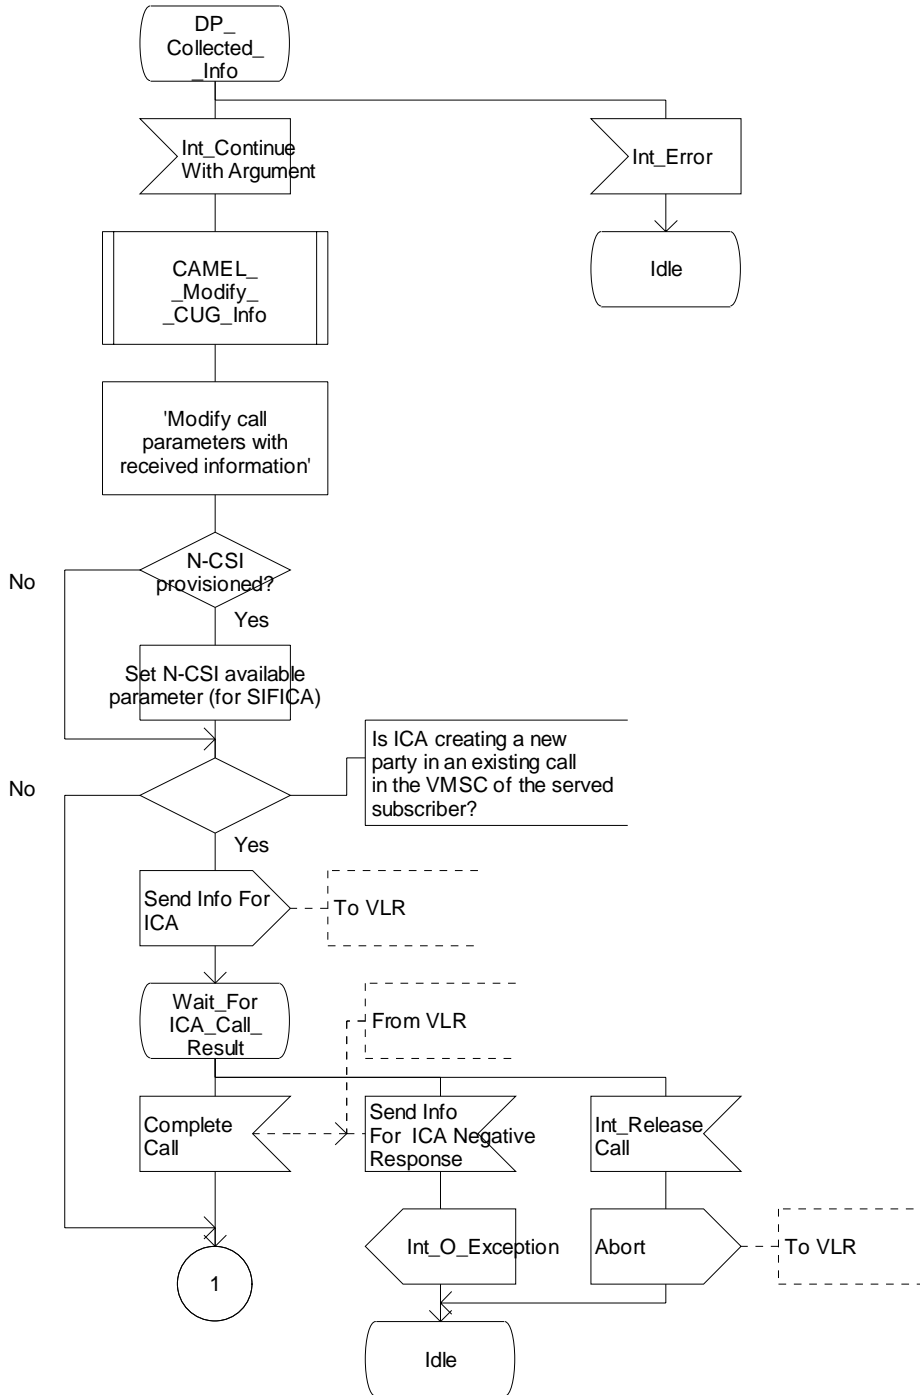 DP_
Collected_
_Info
Int_Continue
With Argument
Int_Error
CAMEL_
_Modify_
_CUG_Info
Idle
'Modify call
parameters with
received information'
N-CSI
provisioned?
No
Yes
Set N-CSI available
parameter (for SIFICA)
Is ICA creating a new
party in an existing call
in the VMSC of the served
subscriber?
No
Yes
Send Info For
ICA
To VLR
Wait_For
ICA_Call_
_Result
From VLR
Complete
Call
Send Info
For ICA Negative
Response
Int_Release
Call
Int_O_Exception
Abort
To VLR
1
Idle